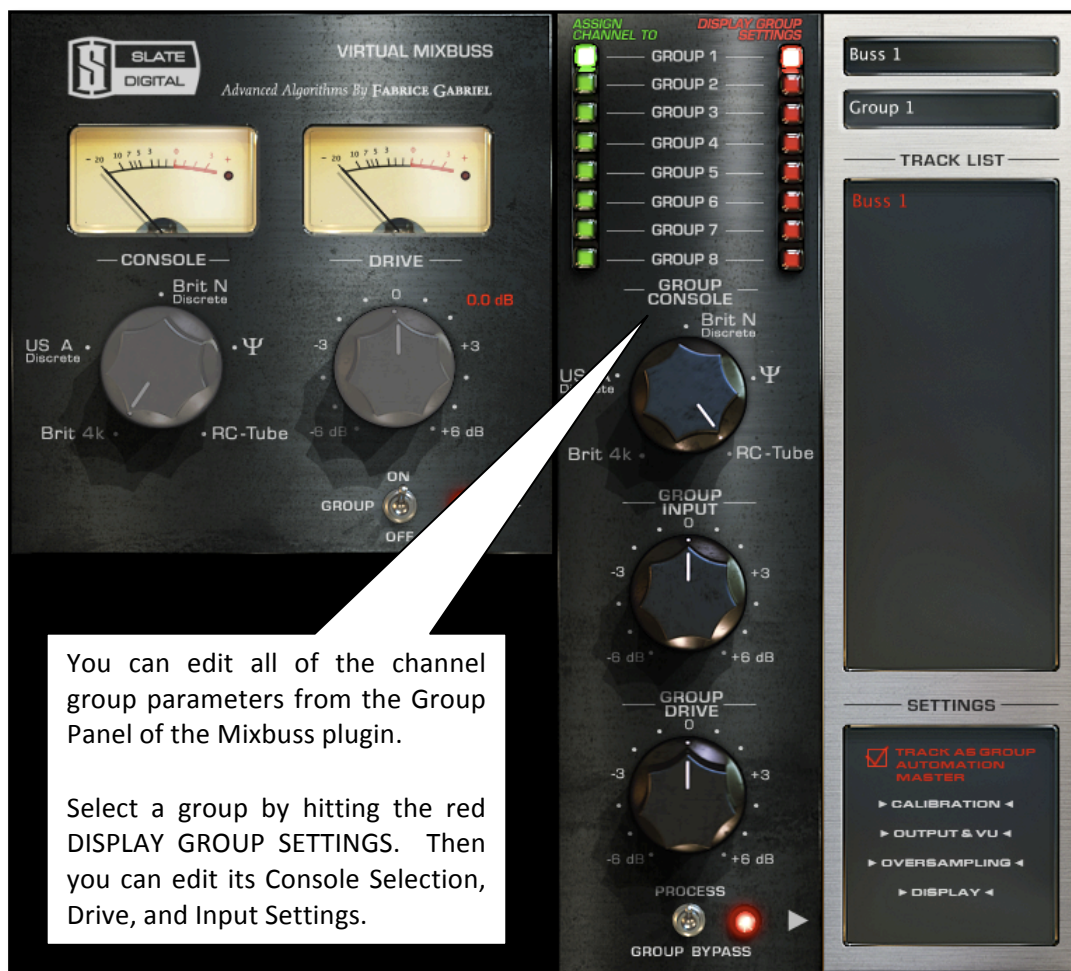 SLATE
DIGITAL
VIRTUAL MIXBUSS
Advanced Algorithms By FABRICE GABRIEL
- 20 10 7 5 3 0 3 +
- 20 10 7 5 3 0 3 +
CONSOLE
Brit N
Discrete
US A
Discrete
Ψ
Brit 4k
RC-Tube
DRIVE
0
0.0 dB
-3
+3
-6 dB
+6 dB
ON
GROUP
OFF
ASSIGN
CHANNEL TO
DISPLAY GROUP
SETTINGS
GROUP 1
GROUP 2
GROUP 3
GROUP 4
GROUP 5
GROUP 6
GROUP 7
GROUP 8
GROUP
CONSOLE
Brit N
Discrete
US A
Discrete
Ψ
Brit 4k
RC-Tube
GROUP
INPUT
0
-3
+3
-6 dB
+6 dB
GROUP
DRIVE
0
-3
+3
-6 dB
+6 dB
PROCESS
GROUP BYPASS
Buss 1
Group 1
TRACK LIST
Buss 1
SETTINGS
TRACK AS GROUP
AUTOMATION
MASTER
CALIBRATION
OUTPUT & VU
OVERSAMPLING
DISPLAY
You can edit all of the channel
group parameters from the Group
Panel of the Mixbuss plugin.
Select a group by hitting the red
DISPLAY GROUP SETTINGS. Then
you can edit its Console Selection,
Drive, and Input Settings.